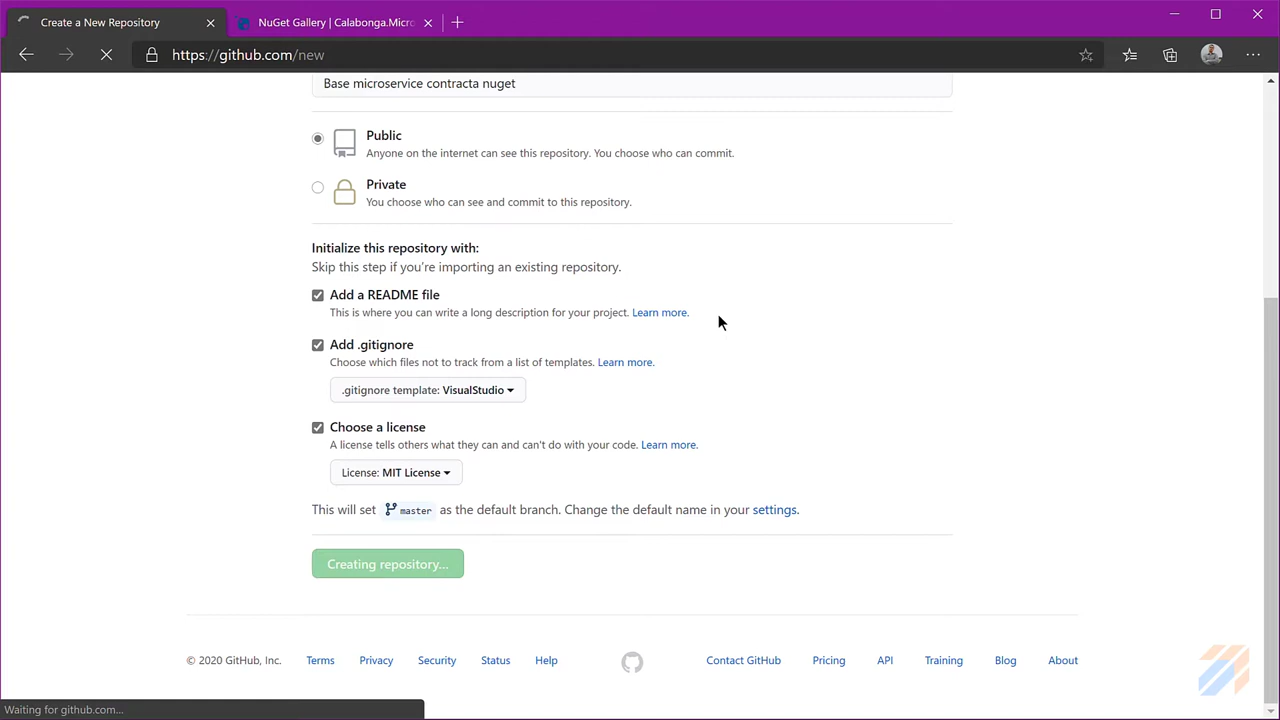 Create a New Repository
NuGet Gallery | Calabonga.Micro
https://github.com/new
Base microservice contracta nuget
Public
Anyone on the internet can see this repository. You choose who can commit.
Private
You choose who can see and commit to this repository.
Initialize this repository with:
Skip this step if you're importing an existing repository.
Add a README file
This is where you can write a long description for your project. Learn more.
Add .gitignore
Choose which files not to track from a list of templates. Learn more.
.gitignore template: VisualStudio
Choose a license
A license tells others what they can and can't do with your code. Learn more.
License: MIT License
This will set master as the default branch. Change the default name in your settings.
Creating repository...
© 2020 GitHub, Inc. Terms Privacy Security Status Help Contact GitHub Pricing API Training Blog About
Waiting for github.com...